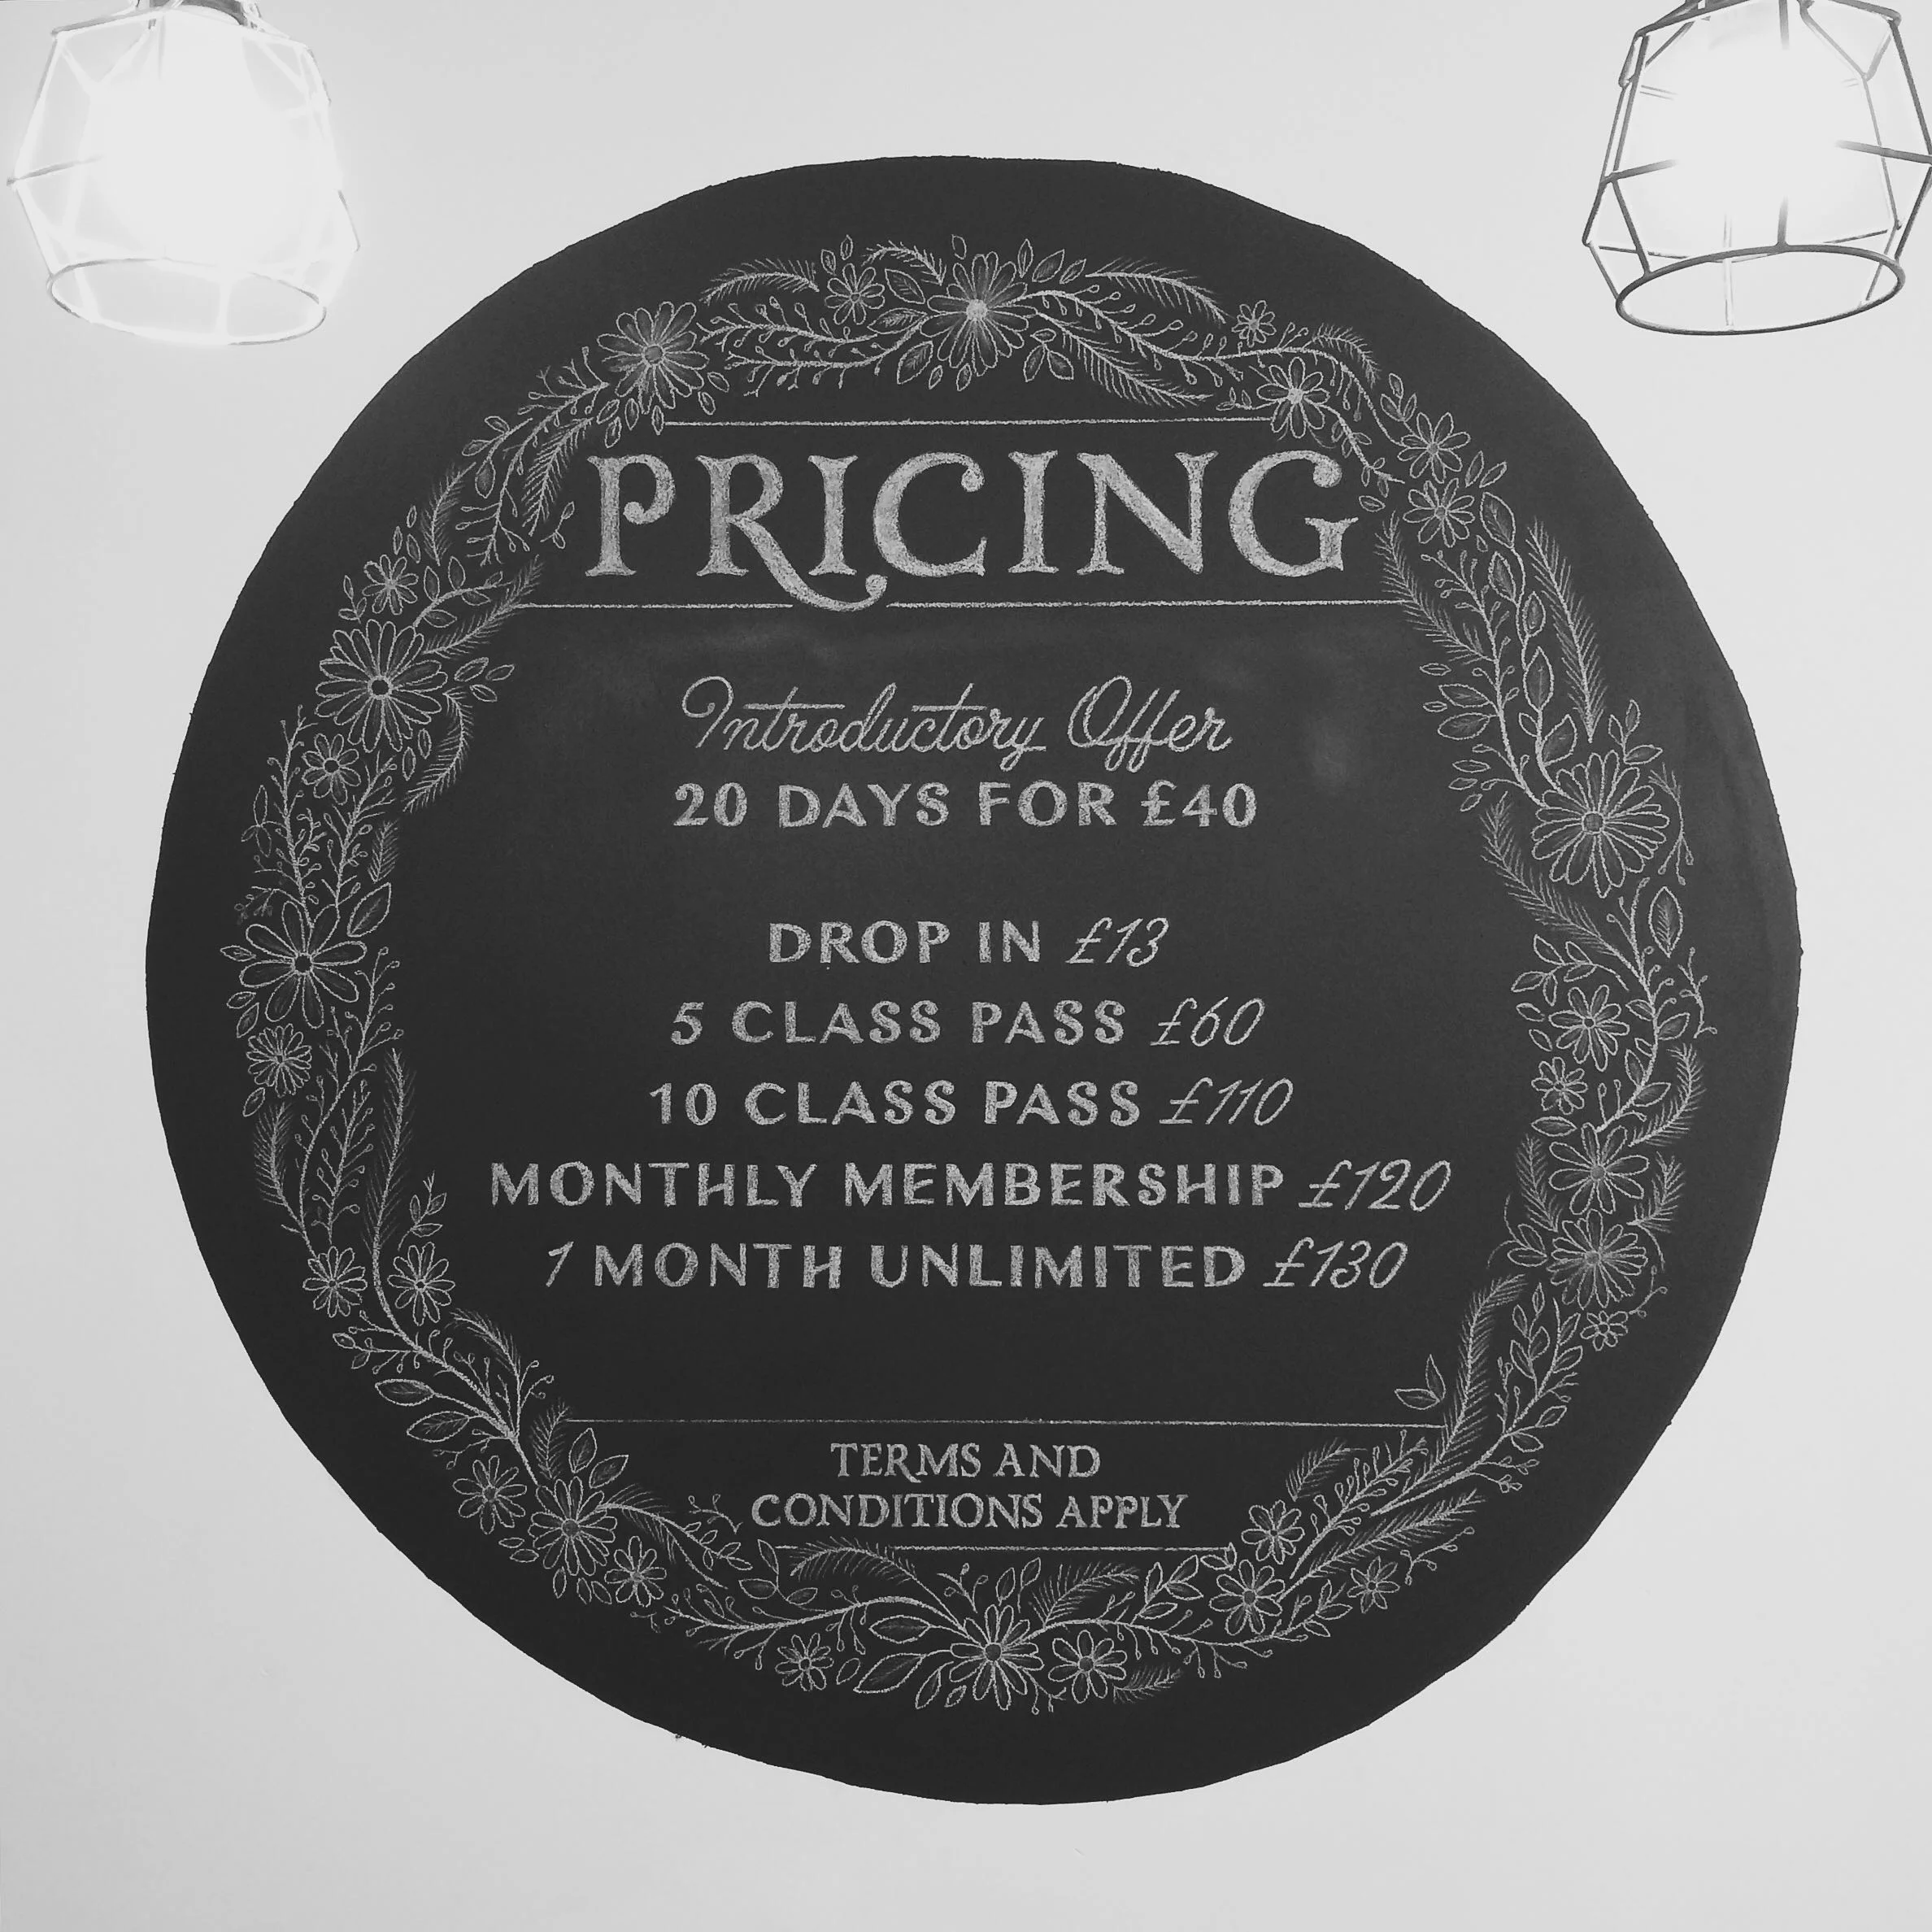 PRICING
Introductory Offer
20 DAYS FOR £40
DROP IN £13
5 CLASS PASS £60
10 CLASS PASS £110
MONTHLY MEMBERSHIP £120
1 MONTH UNLIMITED £130
TERMS AND
CONDITIONS APPLY